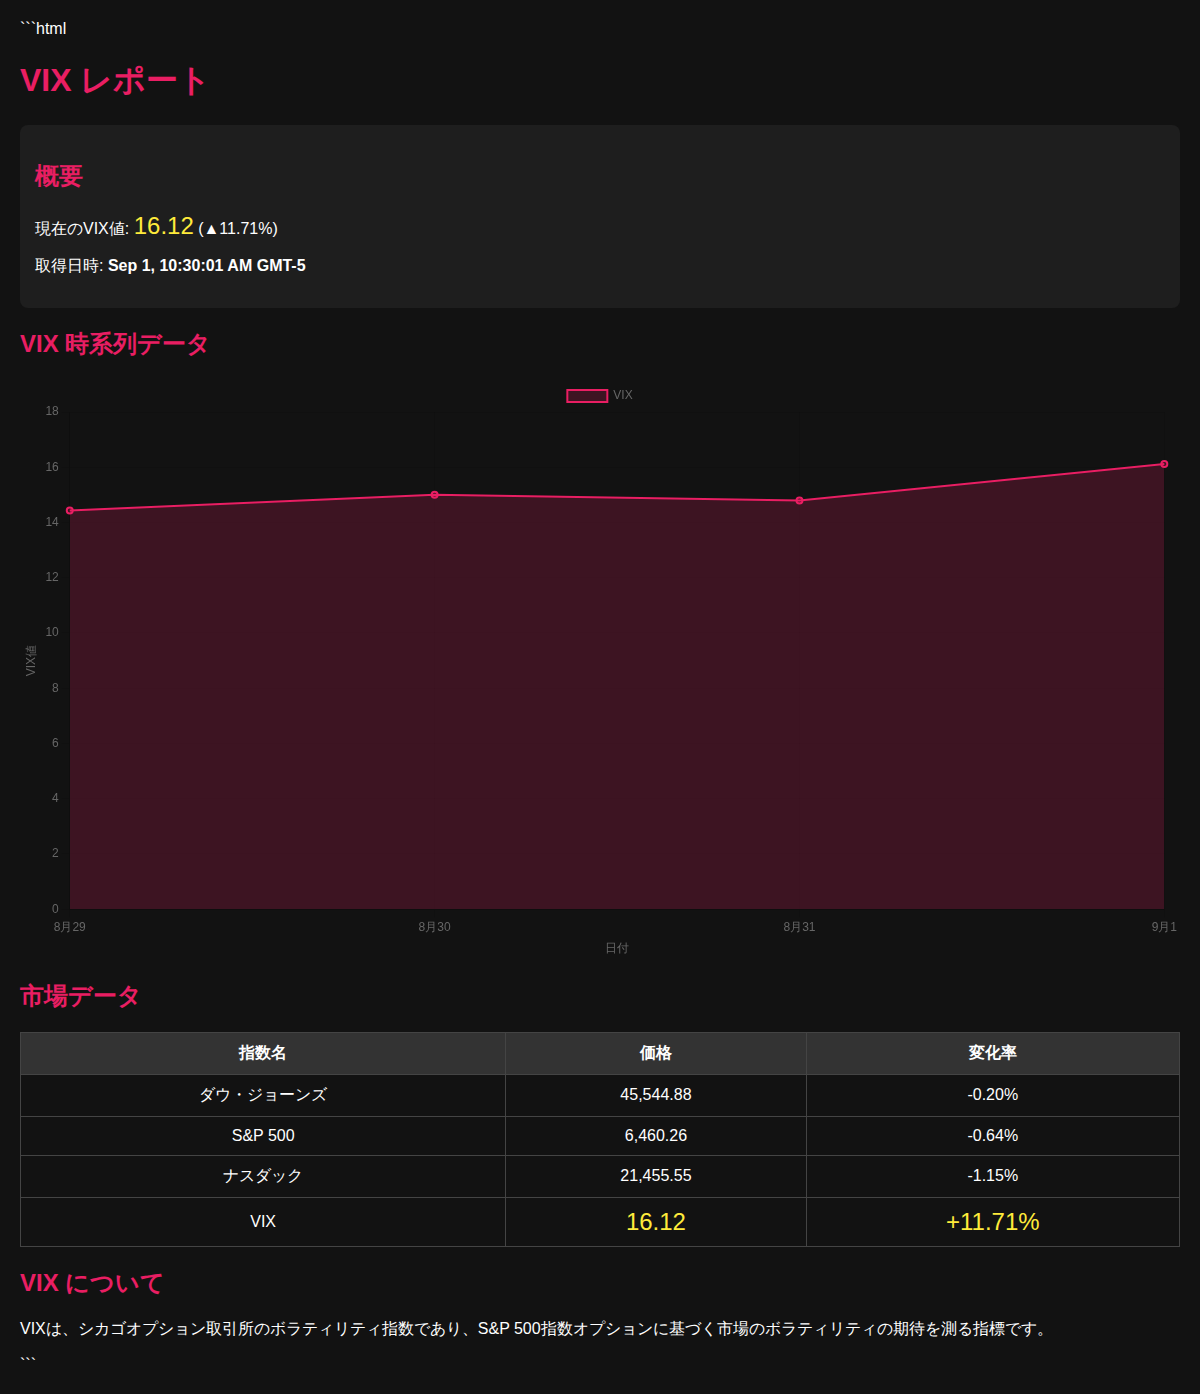 ```html
VIX レポート
概要
現在のVIX値: 16.12 (▲11.71%)
取得日時: Sep 1, 10:30:01 AM GMT-5
VIX 時系列データ
VIX
18
16
14
12
10
8
6
4
2
0
VIX値
8月29
8月30
8月31
9月1
日付
市場データ
指数名 価格 変化率
ダウ・ジョーンズ 45,544.88 -0.20%
S&P 500 6,460.26 -0.64%
ナスダック 21,455.55 -1.15%
VIX 16.12 +11.71%
VIX について
VIXは、シカゴオプション取引所のボラティリティ指数であり、S&P 500指数オプションに基づく市場のボラティリティの期待を測る指標です。
```